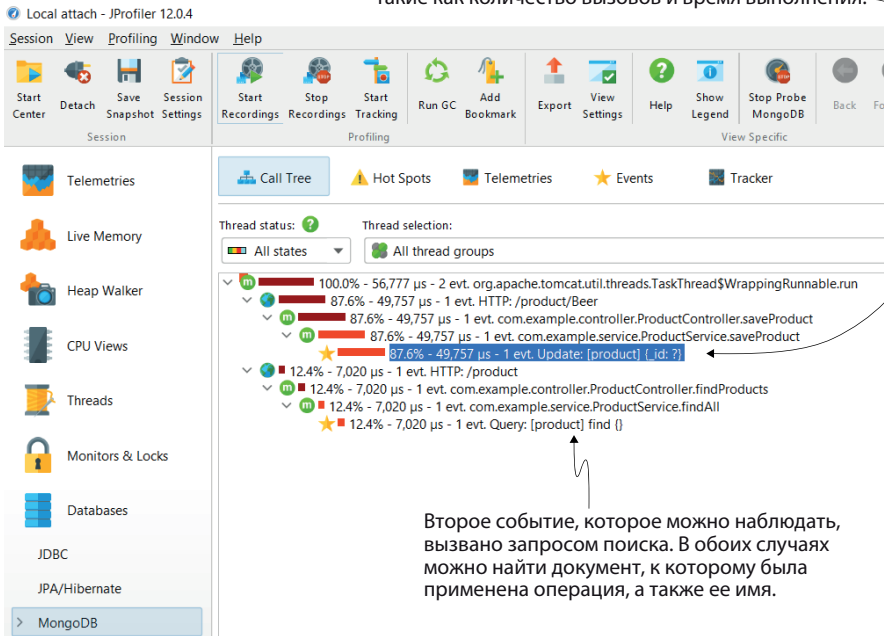 такие как количество вызовов и время выполнения.
Local attach - JProfiler 12.0.4
Session View Profiling Window Help
Start Center
Detach
Save Snapshot
Session Settings
Start Recordings
Stop Recordings
Start Tracking
Run GC
Add Bookmark
Export
View Settings
Help
Show Legend
Stop Probe MongoDB
Back
Session
Profiling
View Specific
Telemetries
Live Memory
Heap Walker
CPU Views
Threads
Monitors & Locks
Databases
JDBC
JPA/Hibernate
MongoDB
Call Tree
Hot Spots
Telemetries
Events
Tracker
Thread status:
Thread selection:
All states
All thread groups
100.0% - 56,777 µs - 2 evt. org.apache.tomcat.util.threads.TaskThread$WrappingRunnable.run
87.6% - 49,757 µs - 1 evt. HTTP: /product/Beer
87.6% - 49,757 µs - 1 evt. com.example.controller.ProductController.saveProduct
87.6% - 49,757 µs - 1 evt. com.example.service.ProductService.saveProduct
87.6% - 49,757 µs - 1 evt. Update: [product] {_id: ?}
12.4% - 7,020 µs - 1 evt. HTTP: /product
12.4% - 7,020 µs - 1 evt. com.example.controller.ProductController.findProducts
12.4% - 7,020 µs - 1 evt. com.example.service.ProductService.findAll
12.4% - 7,020 µs - 1 evt. Query: [product] find {}
Второе событие, которое можно наблюдать,
вызвано запросом поиска. В обоих случаях
можно найти документ, к которому была
применена операция, а также ее имя.